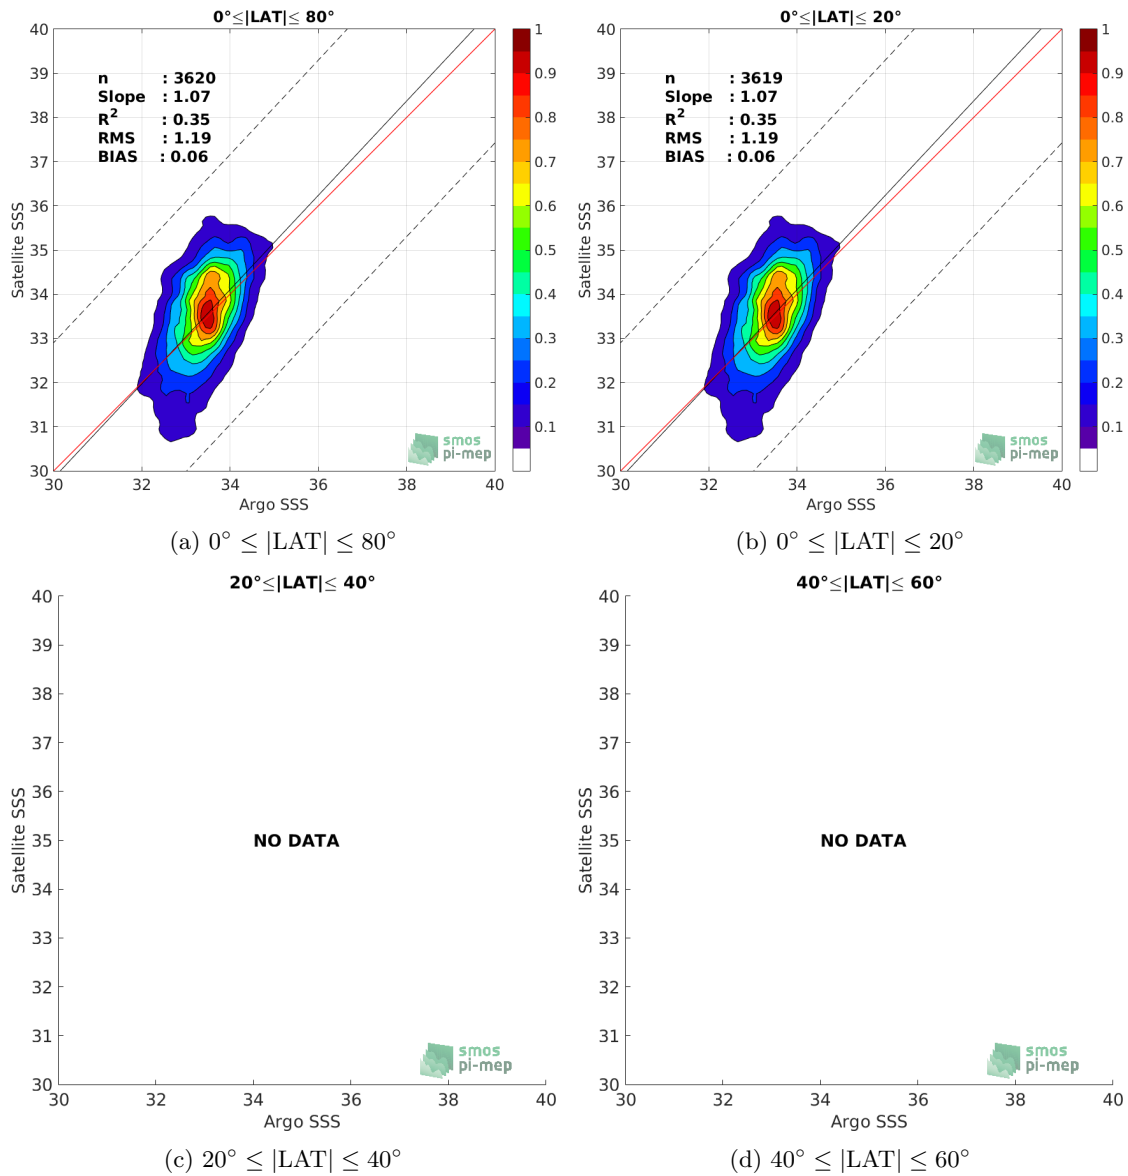 0°≤|LAT|≤ 80°
40
39
38
37
36
35
34
33
32
31
30
Satellite SSS
n : 3620
Slope : 1.07
R² : 0.35
RMS : 1.19
BIAS : 0.06
smos
pi-mep
30 32 34 36 38 40
Argo SSS
1
0.9
0.8
0.7
0.6
0.5
0.4
0.3
0.2
0.1
(a) 0° ≤ |LAT| ≤ 80°
0°≤|LAT|≤ 20°
40
39
38
37
36
35
34
33
32
31
30
Satellite SSS
n : 3619
Slope : 1.07
R² : 0.35
RMS : 1.19
BIAS : 0.06
smos
pi-mep
30 32 34 36 38 40
Argo SSS
1
0.9
0.8
0.7
0.6
0.5
0.4
0.3
0.2
0.1
(b) 0° ≤ |LAT| ≤ 20°
20°≤|LAT|≤ 40°
40
39
38
37
36
35
34
33
32
31
30
Satellite SSS
NO DATA
smos
pi-mep
30 32 34 36 38 40
Argo SSS
(c) 20° ≤ |LAT| ≤ 40°
40°≤|LAT|≤ 60°
40
39
38
37
36
35
34
33
32
31
30
Satellite SSS
NO DATA
smos
pi-mep
30 32 34 36 38 40
Argo SSS
(d) 40° ≤ |LAT| ≤ 60°